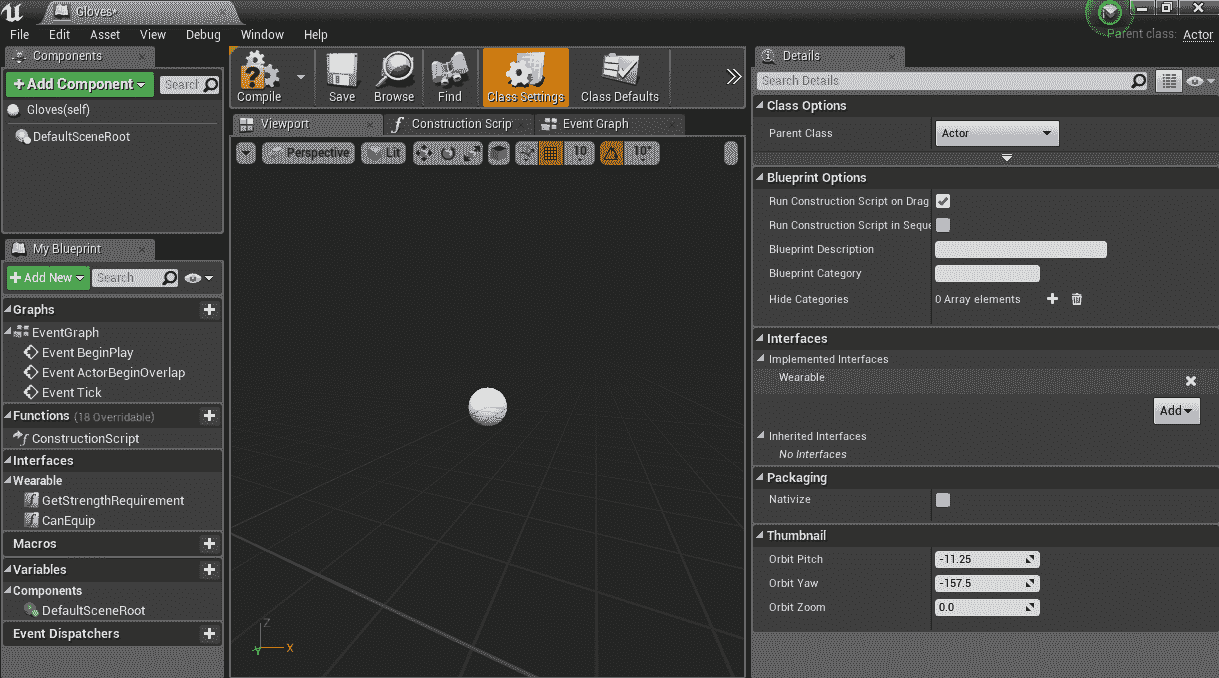 Gloves*
Parent class: Actor
File Edit Asset View Debug Window Help
Components
+Add Component Search
Gloves(self)
DefaultSceneRoot
My Blueprint
+Add New Search
Graphs
EventGraph
Event BeginPlay
Event ActorBeginOverlap
Event Tick
Functions (18 Overridable)
ConstructionScript
Interfaces
Wearable
GetStrengthRequirement
CanEquip
Macros
Variables
Components
DefaultSceneRoot
Event Dispatchers
Compile Save Browse Find Class Settings Class Defaults
Viewport Construction Scrip Event Graph
Perspective Lit 10 10°
Z
Y X
Details
Search Details
Class Options
Parent Class Actor
Blueprint Options
Run Construction Script on Drag
Run Construction Script in Seque
Blueprint Description
Blueprint Category
Hide Categories 0 Array elements
Interfaces
Implemented Interfaces
Wearable
Add
Inherited Interfaces
No Interfaces
Packaging
Nativize
Thumbnail
Orbit Pitch -11.25
Orbit Yaw -157.5
Orbit Zoom 0.0